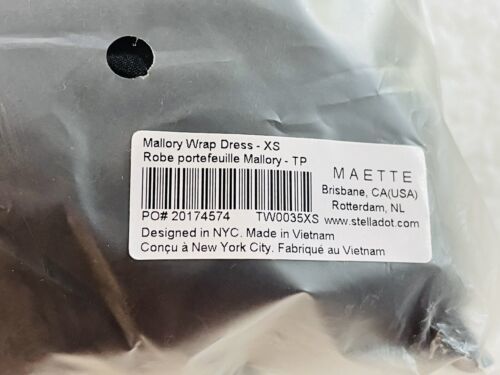 Mallory Wrap Dress - XS
Robe portefeuille Mallory - TP
MAETTE
Brisbane, CA(USA)
Rotterdam, NL
www.stelladot.com
PO# 20174574 TW0035XS
Designed in NYC. Made in Vietnam
Conçu à New York City. Fabriqué au Vietnam